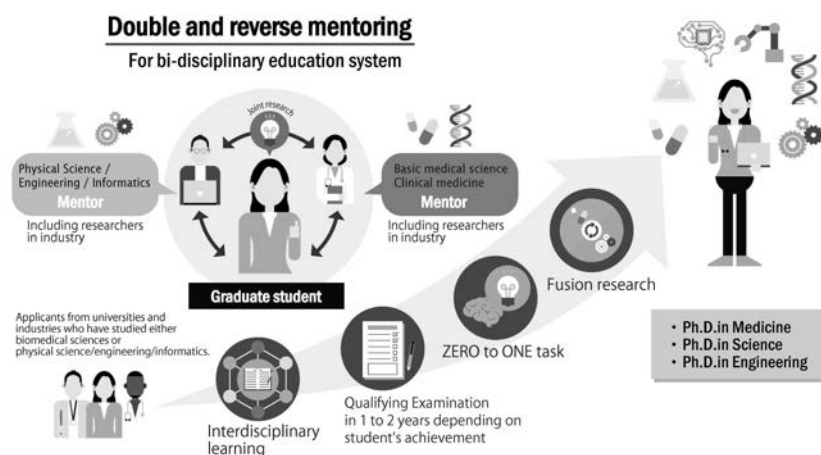 Double and reverse mentoring
For bi-disciplinary education system
Joint research
Physical Science /
Engineering / Informatics
Mentor
Including researchers
in industry
Basic medical science
Clinical medicine
Mentor
Including researchers
in industry
Graduate student
Applicants from universities and
industries who have studied either
biomedical sciences or
physical science/engineering/informatics.
Interdisciplinary
learning
Qualifying Examination
in 1 to 2 years depending on
student's achievement
ZERO to ONE task
Fusion research
• Ph.D.in Medicine
• Ph.D.in Science
• Ph.D.in Engineering